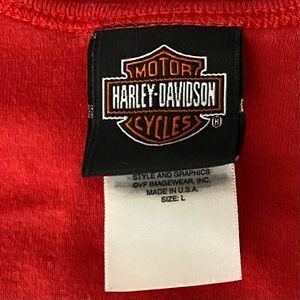 MOTOR
HARLEY-DAVIDSON
CYCLES
®
STYLE AND GRAPHICS
©VF IMAGEWEAR, INC.
MADE IN U.S.A.
SIZE: L